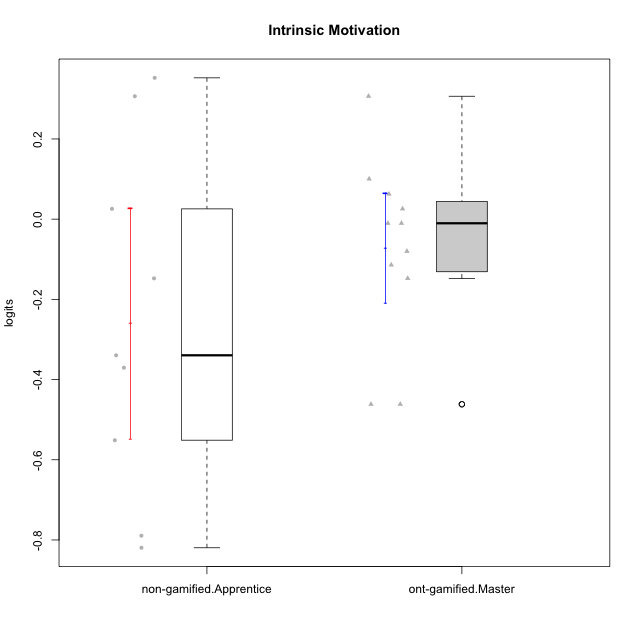 Intrinsic Motivation
logits
0.2
0.0
-0.2
-0.4
-0.6
-0.8
non-gamified.Apprentice
ont-gamified.Master